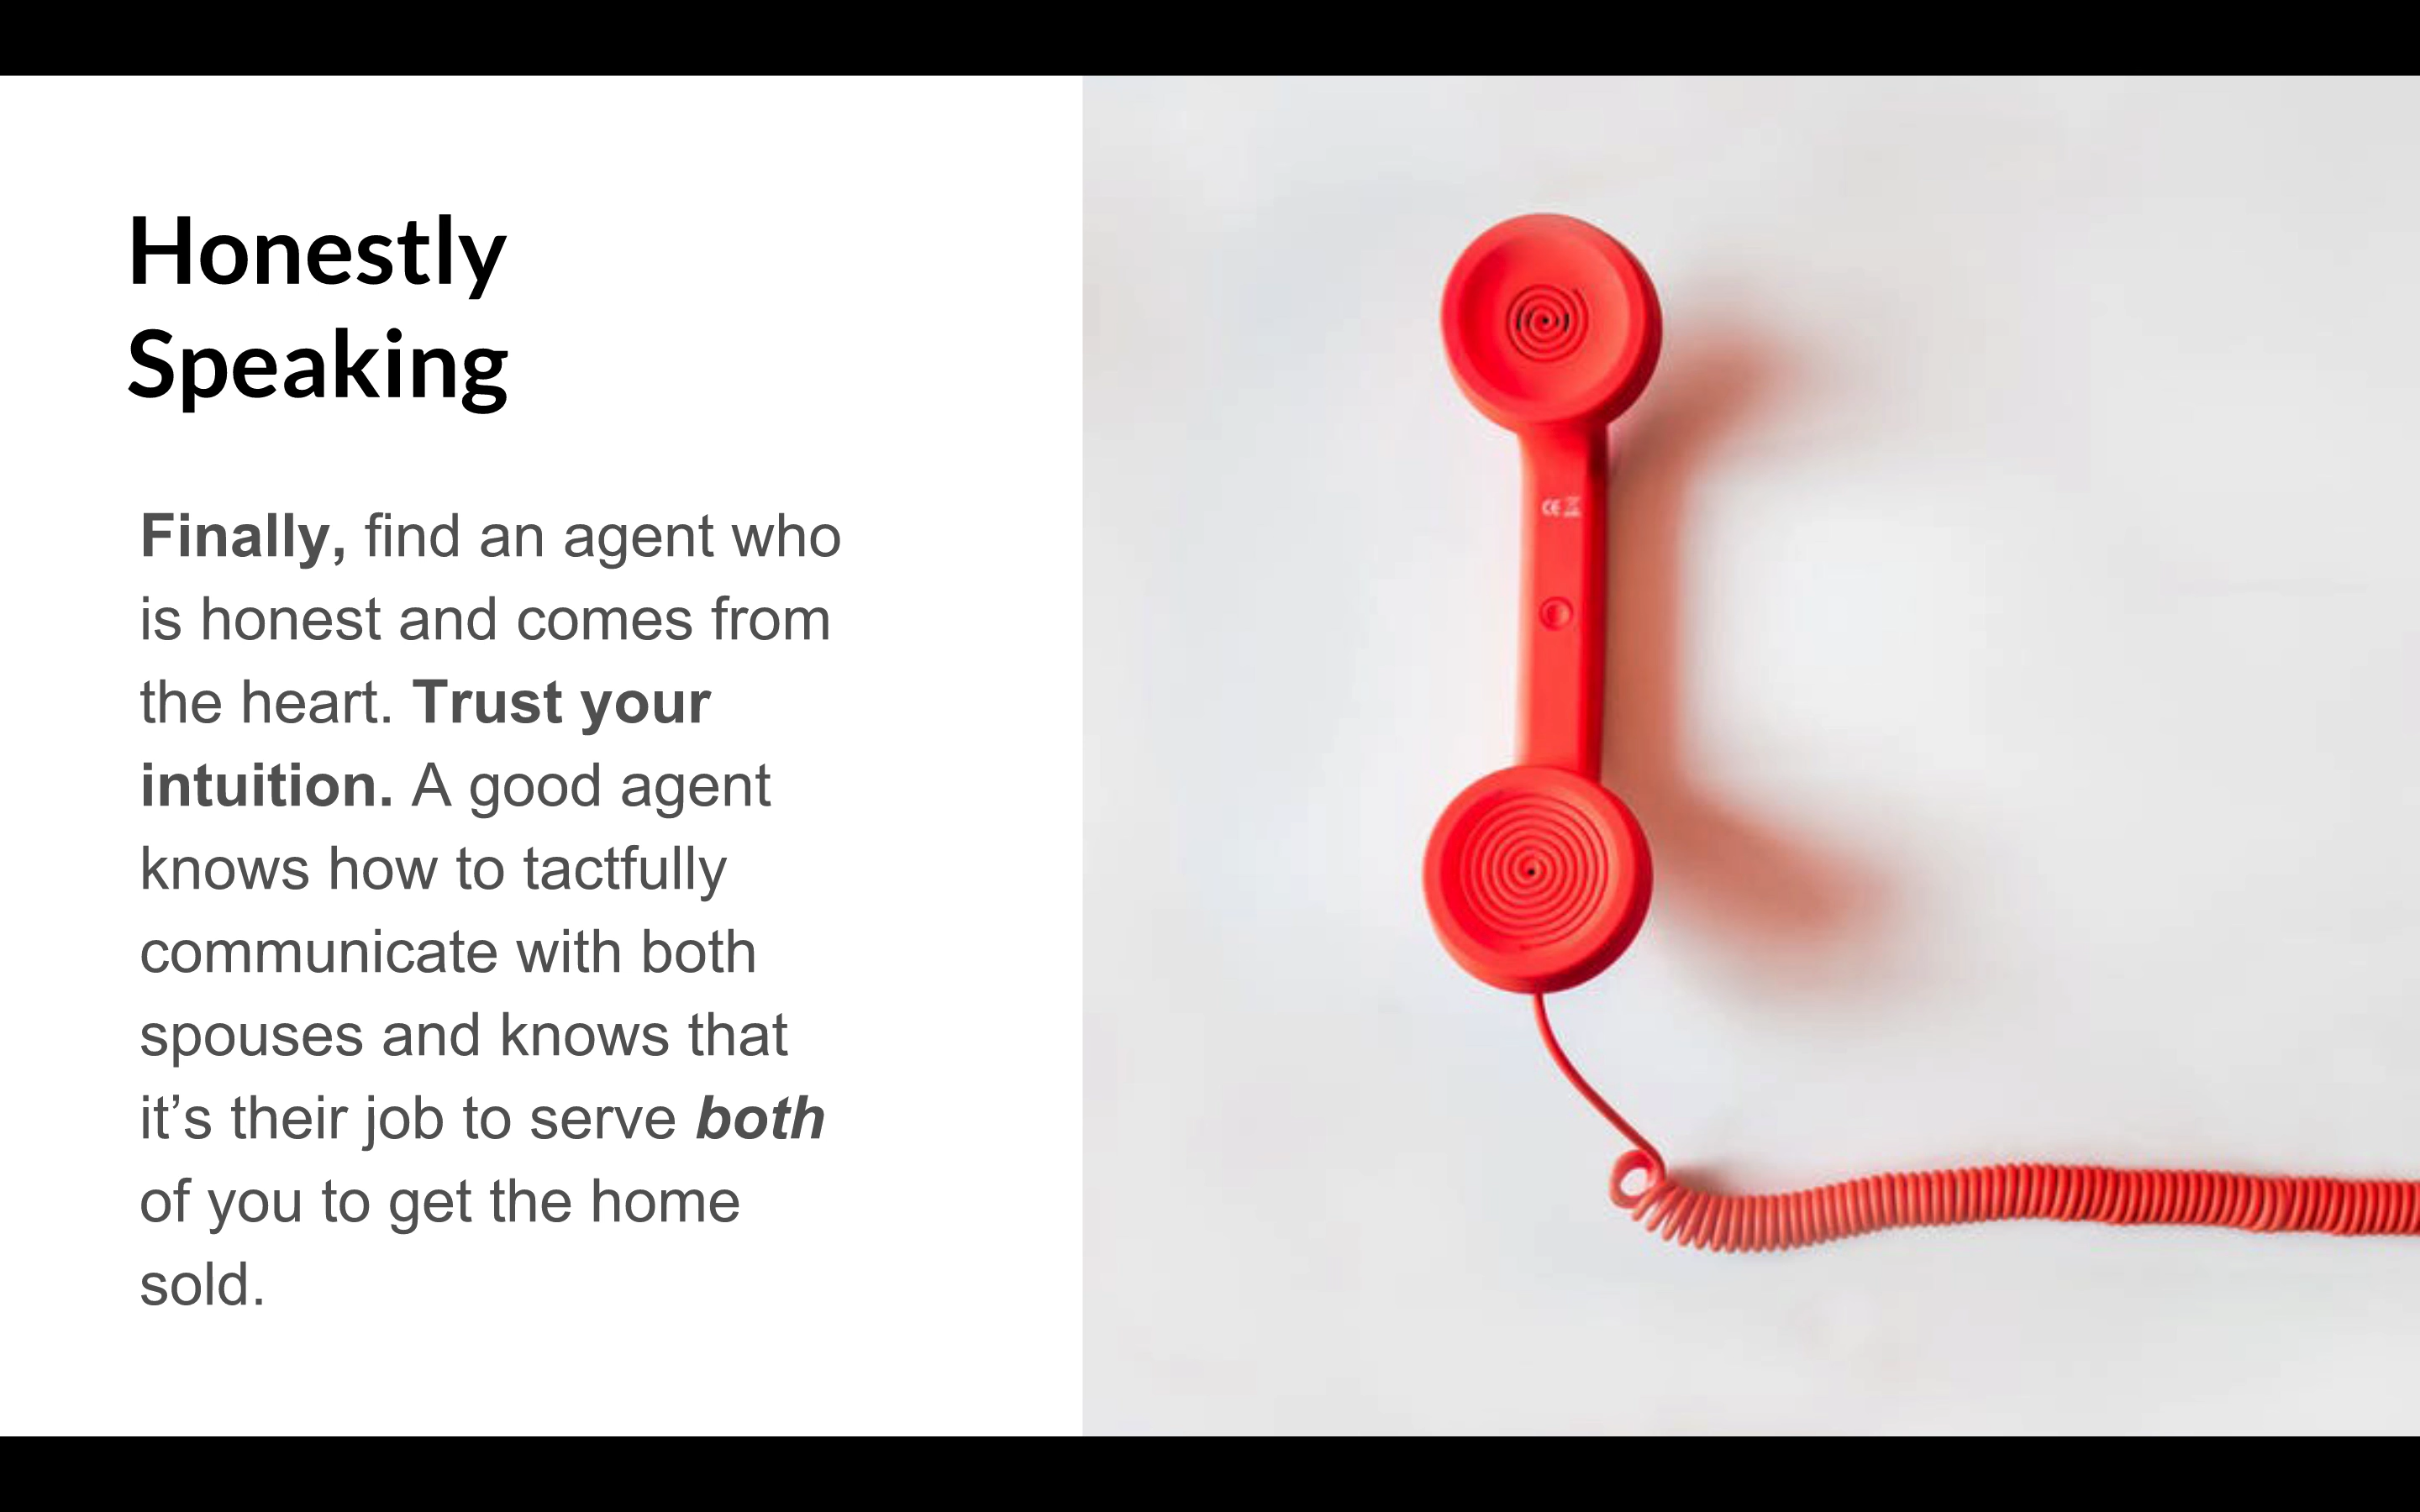 Honestly
Speaking
Finally, find an agent who
is honest and comes from
the heart. Trust your
intuition. A good agent
knows how to tactfully
communicate with both
spouses and knows that
it’s their job to serve both
of you to get the home
sold.
CE